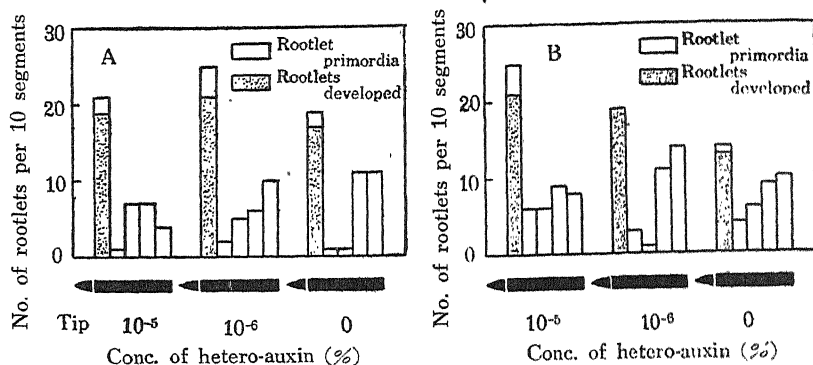 No. of rootlets per 10 segments
30
20
10
0
A
Rootlet
primordia
Rootlets
developed
Tip 10⁻⁵ 10⁻⁶ 0
Conc. of hetero-auxin (%)
No. of rootlets per 10 segments
30
20
10
0
B
Rootlet
primordia
Rootlets
developed
10⁻⁵ 10⁻⁶ 0
Conc. of hetero-auxin (%)